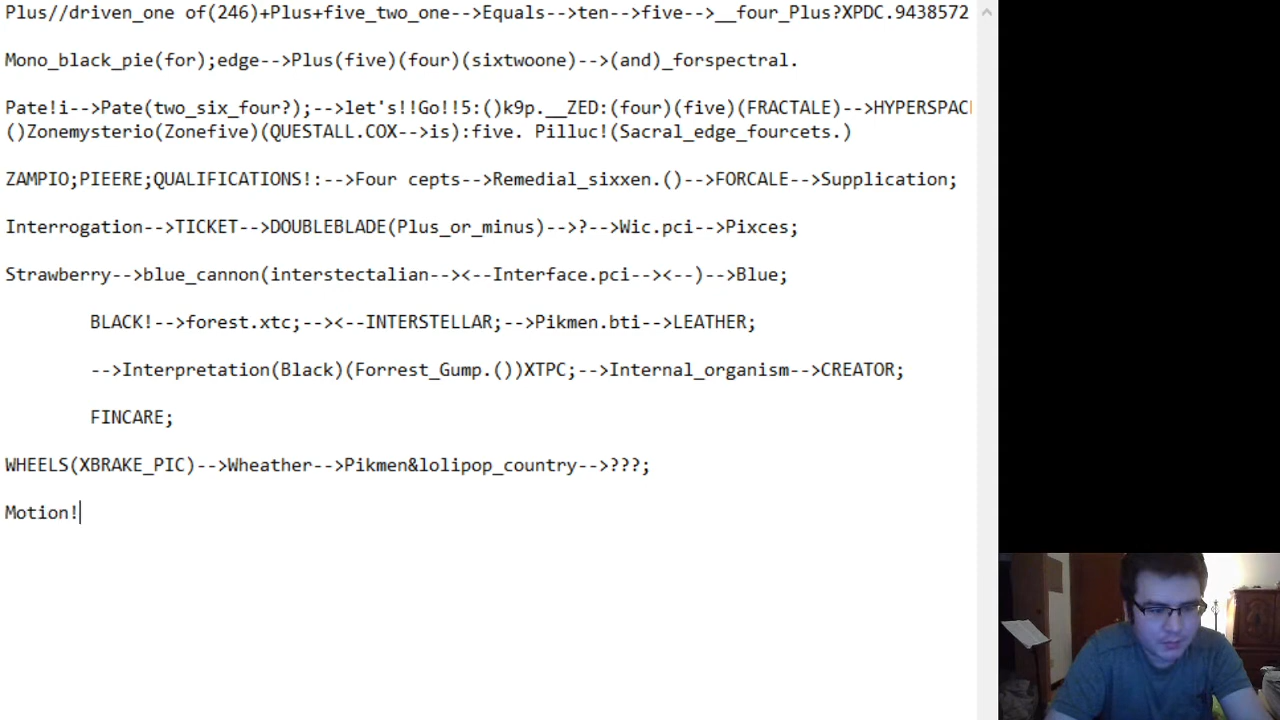 Plus//driven_one of(246)+Plus+five_two_one-->Equals-->ten-->five-->__four_Plus?XPDC.9438572
Mono_black_pie(for);edge-->Plus(five)(four)(sixtwoone)-->(and)_forspectral.
Pate!i-->Pate(two_six_four?);-->let's!!Go!!5:()k9p.__ZED:(four)(five)(FRACTALE)-->HYPERSPAC
()Zonemysterio(Zonefive)(QUESTALL.COX-->is):five. Pilluc!(Sacral_edge_fourcets.)
ZAMPIO;PIEERE;QUALIFICATIONS!:-->Four cepts-->Remedial_sixxen.()-->FORCALE-->Supplication;
Interrogation-->TICKET-->DOUBLEBLADE(Plus_or_minus)-->?-->Wic.pci-->Pixces;
Strawberry-->blue_cannon(interstectalian--><--Interface.pci--><--)-->Blue;
BLACK!-->forest.xtc;--><--INTERSTELLAR;-->Pikmen.bti-->LEATHER;
-->Interpretation(Black)(Forrest_Gump.())XTPC;-->Internal_organism-->CREATOR;
FINCARE;
WHEELS(XBRAKE_PIC)-->Wheather-->Pikmen&lolipop_country-->???;
Motion!